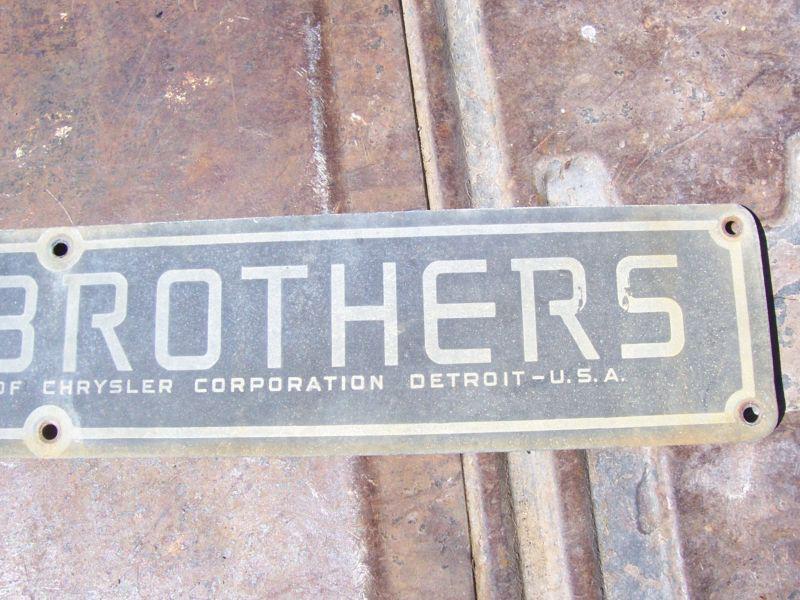 BROTHERS
OF CHRYSLER CORPORATION DETROIT-U.S.A.